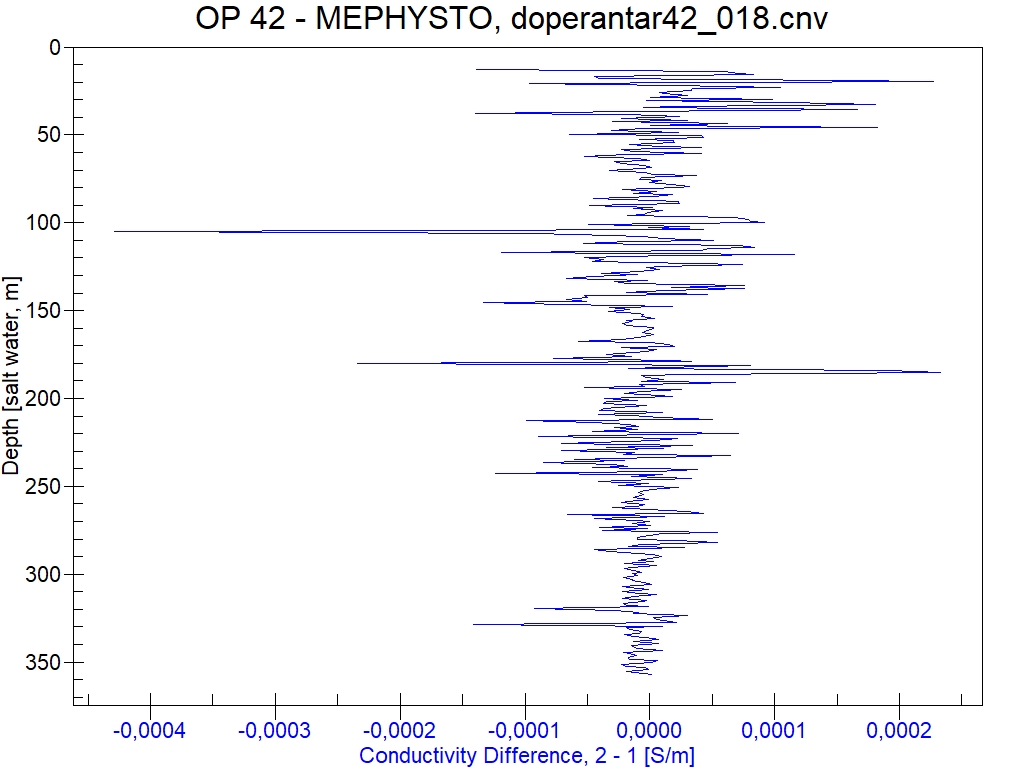 OP 42 - MEPHYSTO, doperantar42_018.cnv
0
50
100
150
200
250
300
350
Depth [salt water, m]
-0,0004 -0,0003 -0,0002 -0,0001 0,0000 0,0001 0,0002
Conductivity Difference, 2 - 1 [S/m]